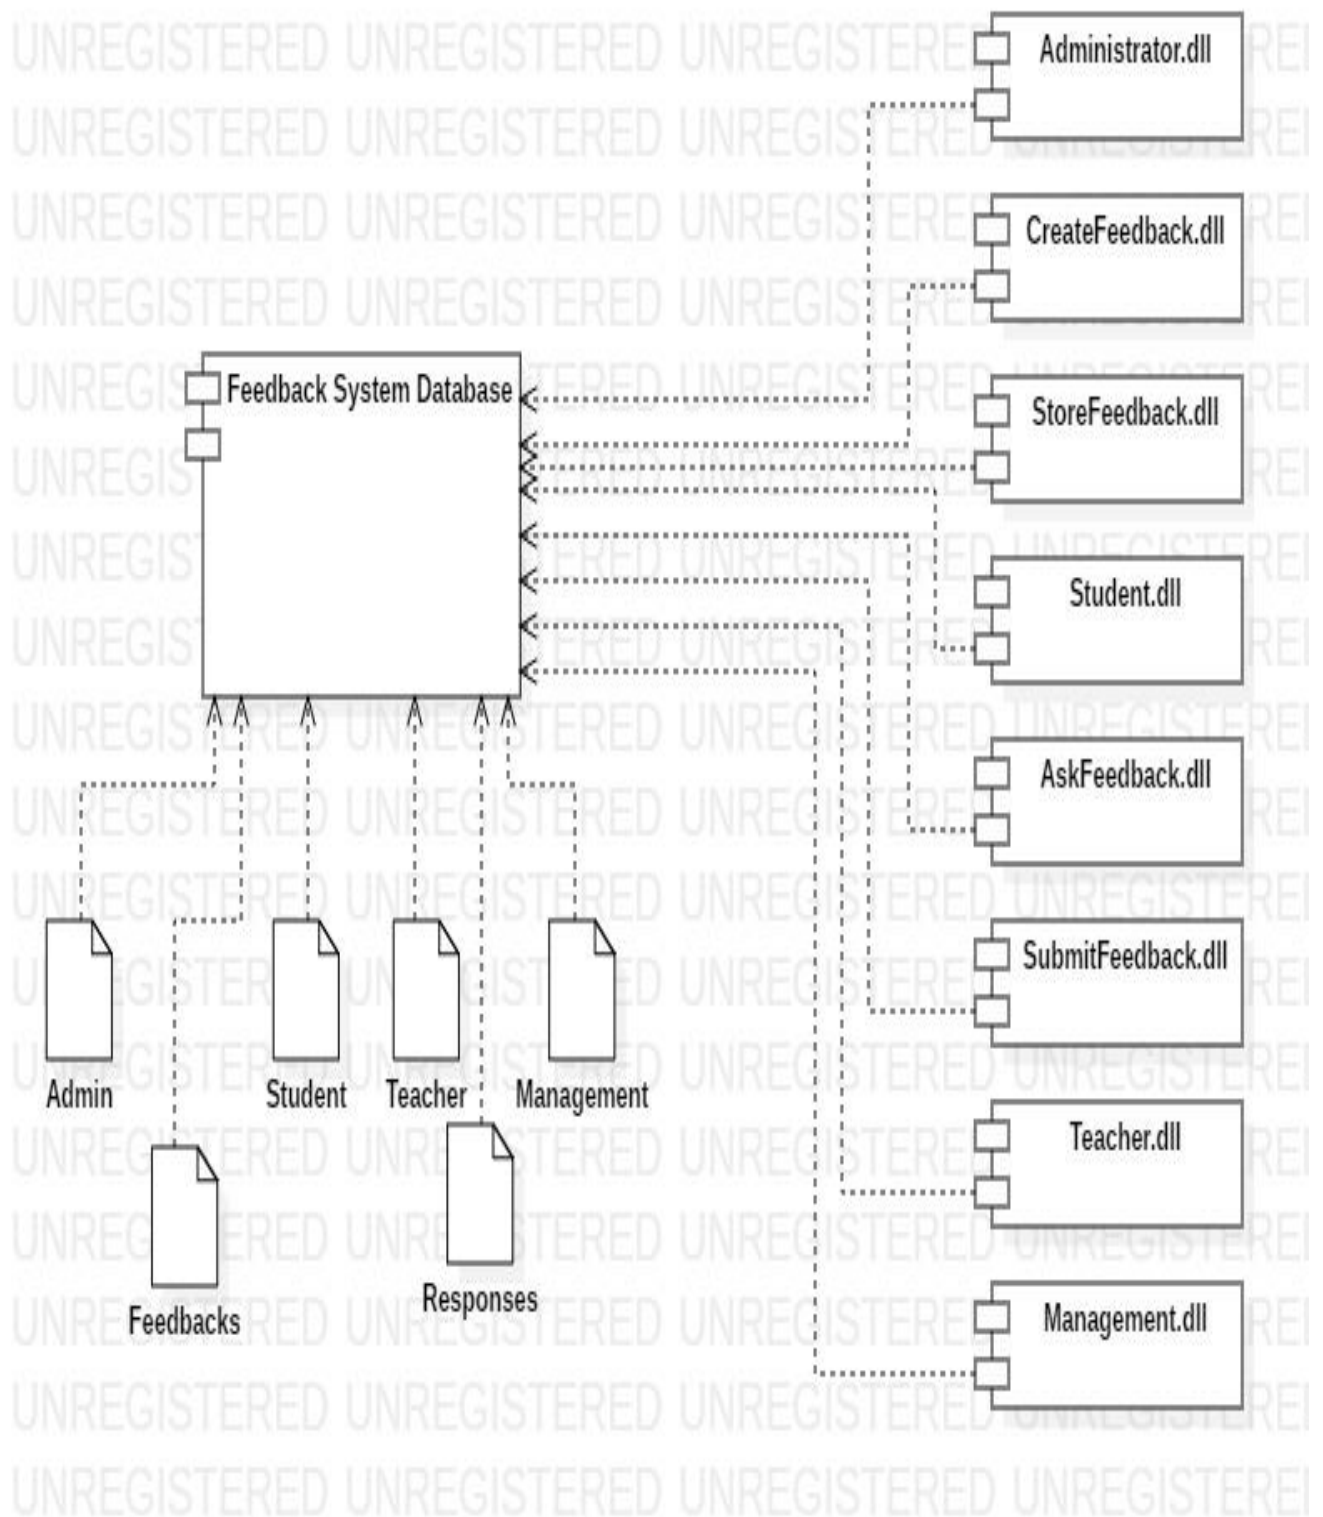 Administrator.dll
CreateFeedback.dll
Feedback System Database
StoreFeedback.dll
Student.dll
AskFeedback.dll
SubmitFeedback.dll
Admin
Student
Teacher
Management
Teacher.dll
Feedbacks
Responses
Management.dll
UNREGISTERED UNREGISTERED UNREGISTERED UNREGISTERED